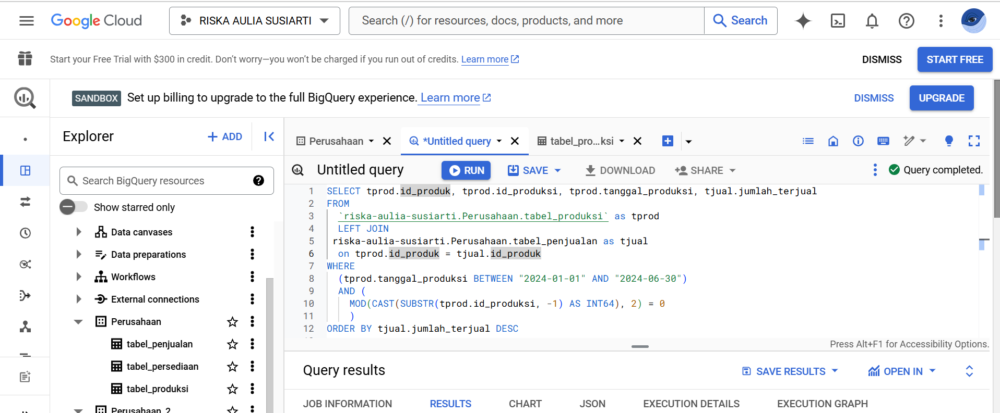 Google Cloud
RISKA AULIA SUSIARTI
Search (/) for resources, docs, products, and more
Search
Start your Free Trial with $300 in credit. Don’t worry—you won’t be charged if you run out of credits. Learn more
DISMISS
START FREE
SANDBOX Set up billing to upgrade to the full BigQuery experience. Learn more
DISMISS
UPGRADE
Explorer
+ ADD
Search BigQuery resources
Show starred only
Data canvases
Data preparations
Workflows
External connections
Perusahaan
tabel_penjualan
tabel_persediaan
tabel_produksi
Perusahaan_2
Perusahaan
*Untitled query
tabel_pro...ksi
Untitled query
RUN
SAVE
DOWNLOAD
SHARE
Query completed.
1 SELECT tprod.id_produk, tprod.id_produksi, tprod.tanggal_produksi, tjual.jumlah_terjual
2 FROM
3 `riska-aulia-susiarti.Perusahaan.tabel_produksi` as tprod
4 LEFT JOIN
5 riska-aulia-susiarti.Perusahaan.tabel_penjualan as tjual
6 on tprod.id_produk = tjual.id_produk
7 WHERE
8 (tprod.tanggal_produksi BETWEEN "2024-01-01" AND "2024-06-30")
9 AND (
10 MOD(CAST(SUBSTR(tprod.id_produksi, -1) AS INT64), 2) = 0
11 )
12 ORDER BY tjual.jumlah_terjual DESC
Press Alt+F1 for Accessibility Options.
Query results
SAVE RESULTS
OPEN IN
JOB INFORMATION
RESULTS
CHART
JSON
EXECUTION DETAILS
EXECUTION GRAPH